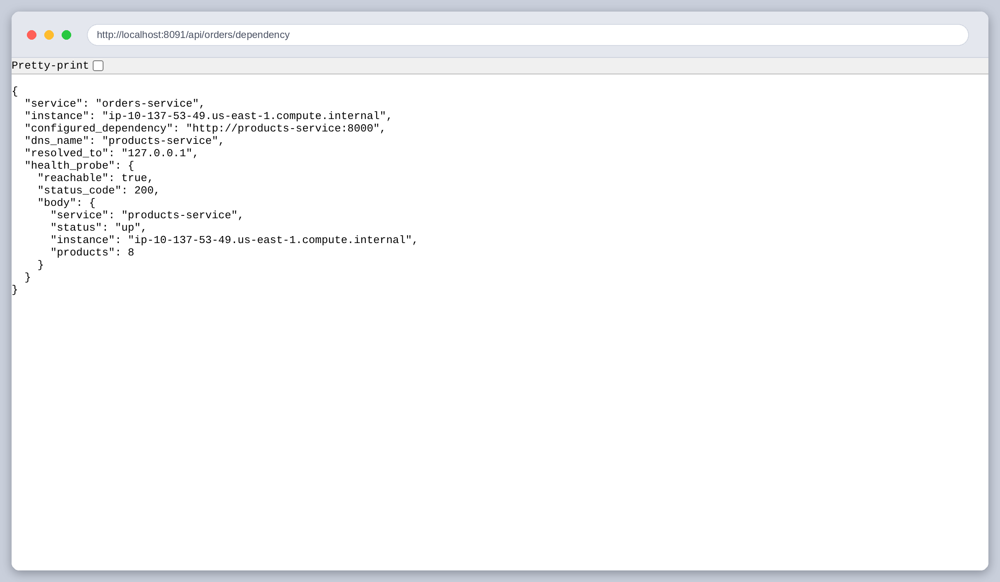 http://localhost:8091/api/orders/dependency
Pretty-print
{
  "service": "orders-service",
  "instance": "ip-10-137-53-49.us-east-1.compute.internal",
  "configured_dependency": "http://products-service:8000",
  "dns_name": "products-service",
  "resolved_to": "127.0.0.1",
  "health_probe": {
    "reachable": true,
    "status_code": 200,
    "body": {
      "service": "products-service",
      "status": "up",
      "instance": "ip-10-137-53-49.us-east-1.compute.internal",
      "products": 8
    }
  }
}